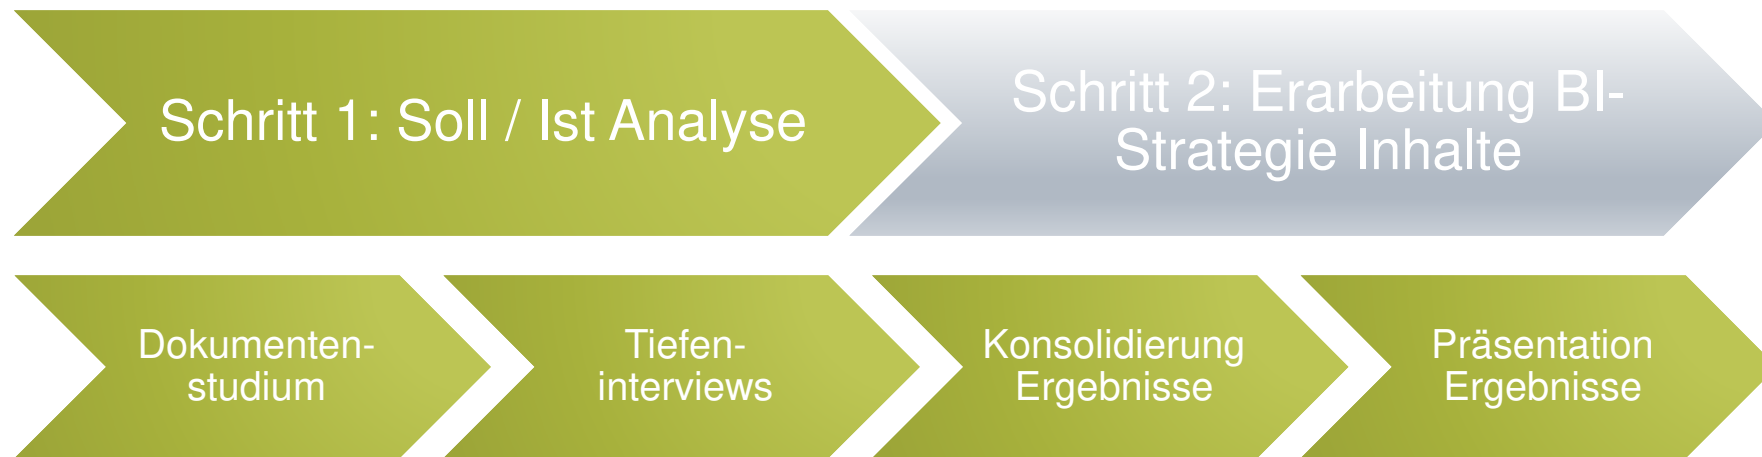 Schritt 1: Soll / Ist Analyse
Schritt 2: Erarbeitung BI-
Strategie Inhalte
Dokumenten-
studium
Tiefen-
interviews
Konsolidierung
Ergebnisse
Präsentation
Ergebnisse